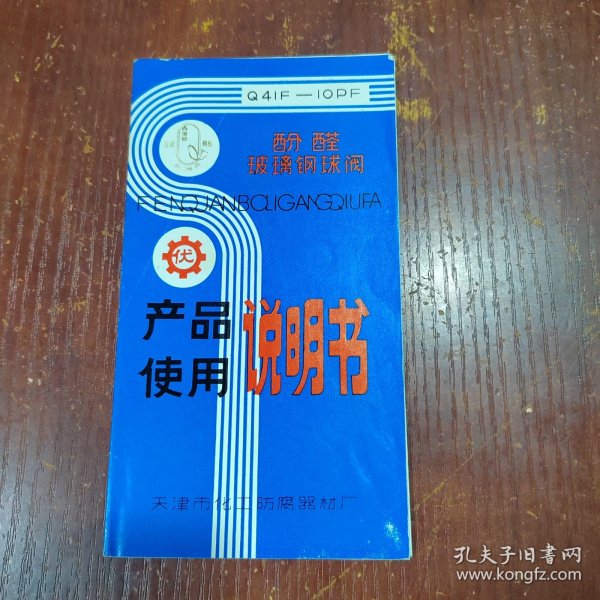 Q41F—10PF
酚醛
玻璃钢球阀
FENQUANBOLIGANGQIUFA
优
产品
使用
说明书
天津市化工防腐器材厂
孔夫子旧书网
www.kongfz.com